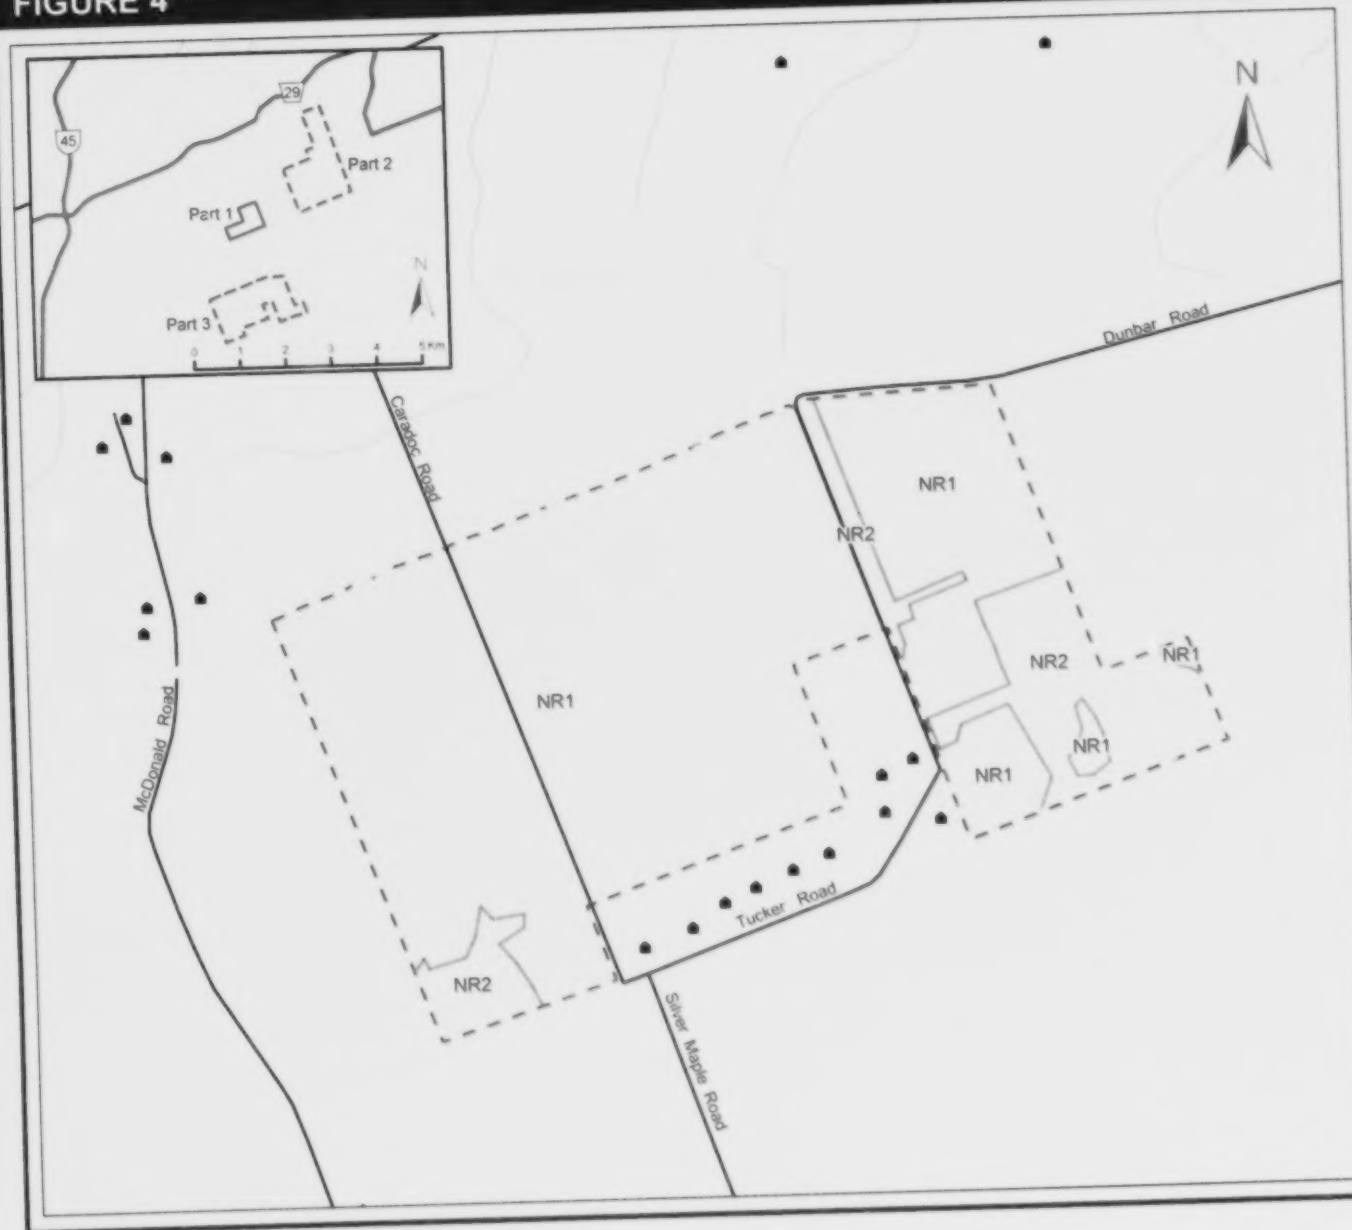 FIGURE 4
N
29
45
Part 2
Part 1
N
Part 3
0 1 2 3 4 5 Km
Dunbar Road
Caradoc Road
NR1
NR2
NR2
NR1
NR1
McDonald Road
NR1
NR1
Tucker Road
NR2
Silver Maple Road